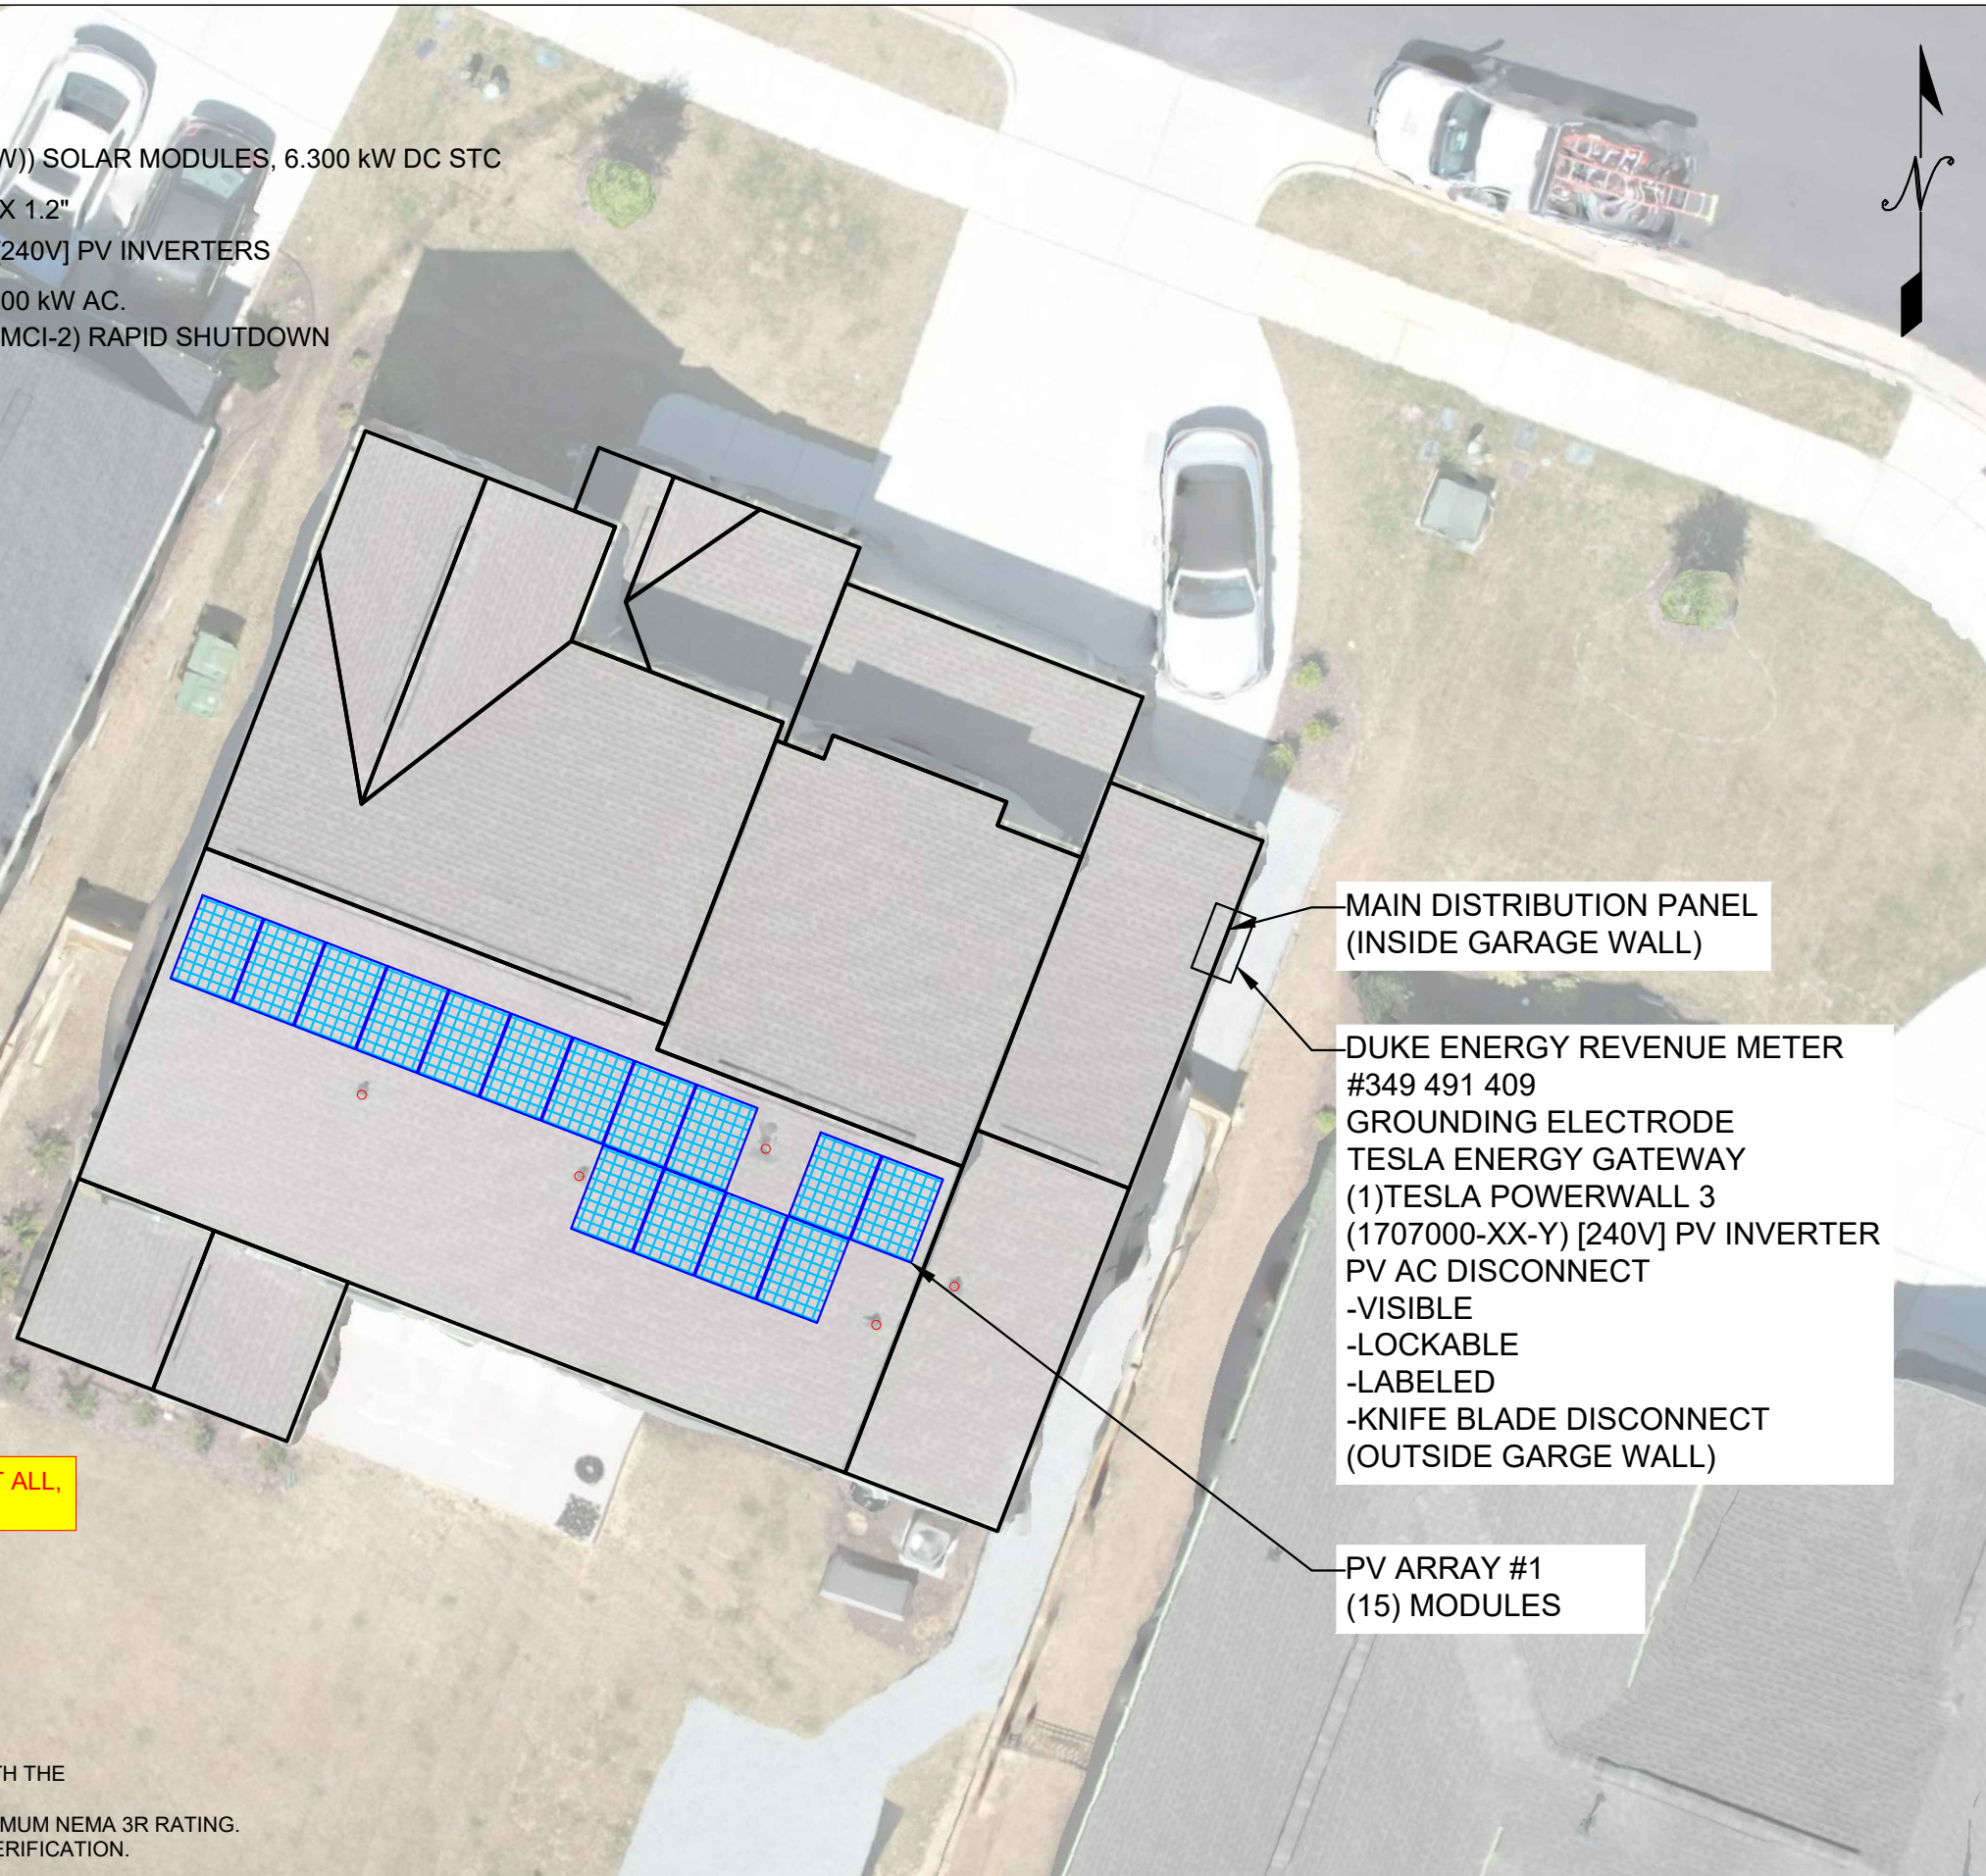 W)) SOLAR MODULES, 6.300 kW DC STC
X 1.2"
[240V] PV INVERTERS
00 kW AC.
MCI-2) RAPID SHUTDOWN
N
MAIN DISTRIBUTION PANEL
(INSIDE GARAGE WALL)
DUKE ENERGY REVENUE METER
#349 491 409
GROUNDING ELECTRODE
TESLA ENERGY GATEWAY
(1)TESLA POWERWALL 3
(1707000-XX-Y) [240V] PV INVERTER
PV AC DISCONNECT
-VISIBLE
-LOCKABLE
-LABELED
-KNIFE BLADE DISCONNECT
(OUTSIDE GARGE WALL)
T ALL,
PV ARRAY #1
(15) MODULES
TH THE
MUM NEMA 3R RATING.
ERIFICATION.